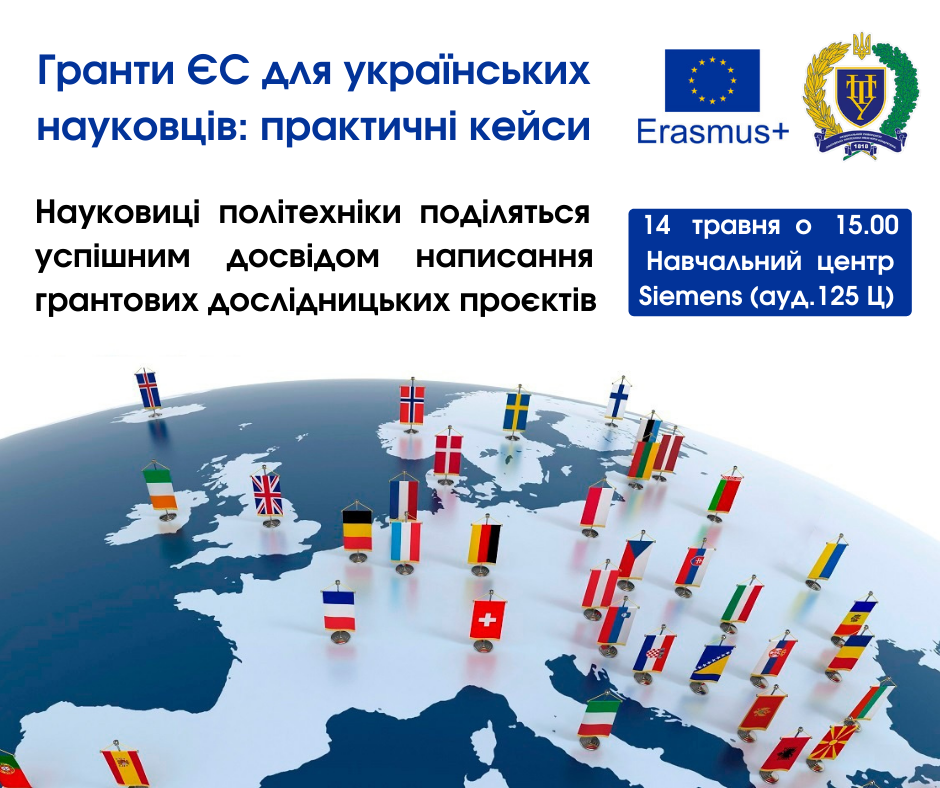 Гранти ЄС для українських
науковців: практичні кейси
Erasmus+
1818
Науковиці політехніки поділяться
успішним досвідом написання
грантових дослідницьких проєктів
14 травня о 15.00
Навчальний центр
Siemens (ауд.125 Ц)